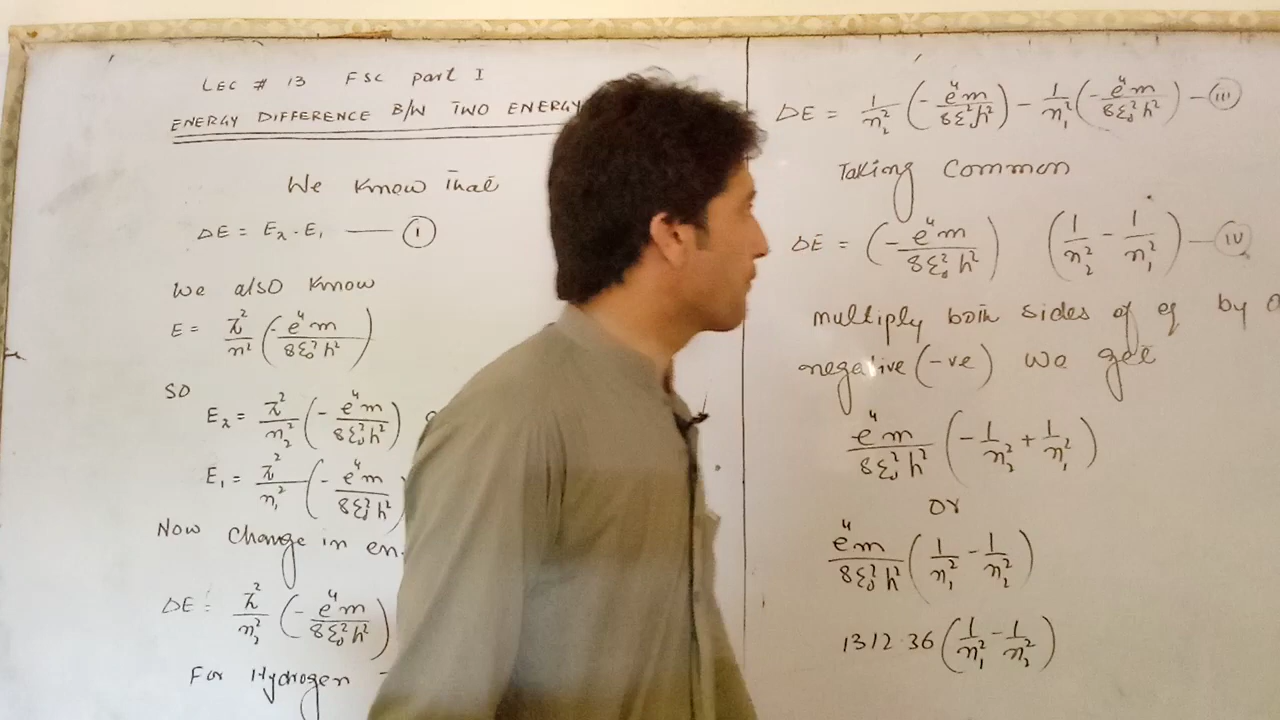 LEC # 13 FSC part I
ENERGY DIFFERENCE B/W TWO ENERGY
We know that
ΔE = E₂ - E₁ —— (1)
We also know
E = Z²/n² (-e⁴m/8ε₀²h²)
So
E₂ = Z²/n₂² (-e⁴m/8ε₀²h²)
E₁ = Z²/n₁² (-e⁴m/8ε₀²h²
Now change in en
ΔE = Z²/n₂² (-e⁴m/8ε₀²h²)
For Hydrogen
ΔE = 1/n₂² (-e⁴m/8ε₀²h²) - 1/n₁² (-e⁴m/8ε₀²h²) — (iii)
Taking Common
ΔE = (-e⁴m/8ε₀²h²) (1/n₂² - 1/n₁²) — (iv)
multiply both sides of eq by
negative (-ve) we get
e⁴m/8ε₀²h² (-1/n₂² + 1/n₁²)
or
e⁴m/8ε₀²h² (1/n₁² - 1/n₂²)
1312.36 (1/n₁² - 1/n₂²)